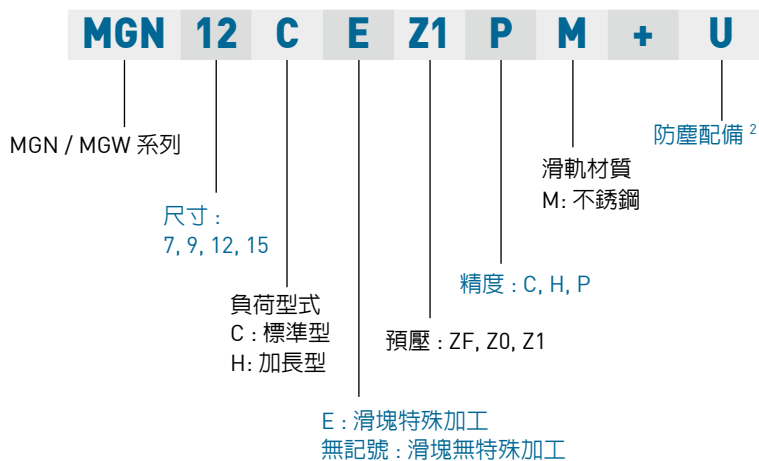 MGN 12 C E Z1 P M + U
MGN / MGW 系列
尺寸 :
7, 9, 12, 15
負荷型式
C : 標準型
H: 加長型
E : 滑塊特殊加工
無記號 : 滑塊無特殊加工
預壓 : ZF, Z0, Z1
精度 : C, H, P
滑軌材質
M: 不銹鋼
防塵配備 2